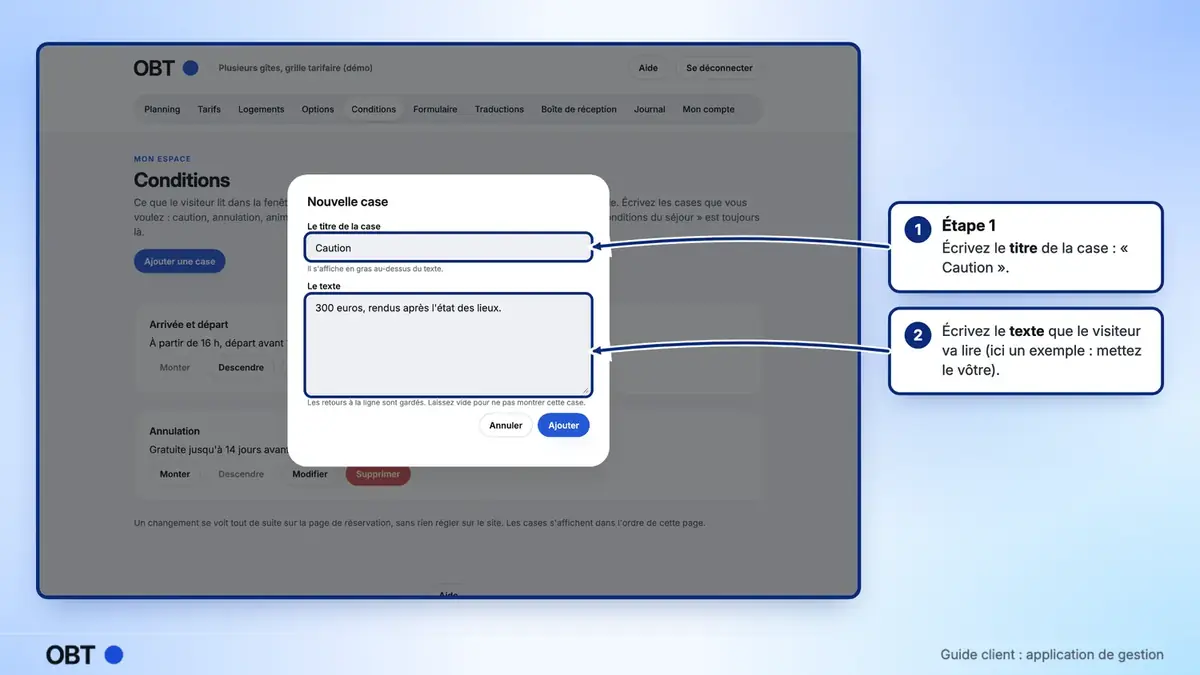 OBT
Plusieurs gîtes, grille tarifaire (démo)
Aide
Se déconnecter
Planning
Tarifs
Logements
Options
Conditions
Formulaire
Traductions
Boîte de réception
Journal
Mon compte
MON ESPACE
Conditions
Ce que le visiteur lit dans la fenêt
e. Écrivez les cases que vous
voulez : caution, annulation, anim
onditions du séjour » est toujours
là.
Ajouter une case
Arrivée et départ
À partir de 16 h, départ avant
Monter
Descendre
Annulation
Gratuite jusqu'à 14 jours avant
Monter
Descendre
Modifier
Supprimer
Un changement se voit tout de suite sur la page de réservation, sans rien régler sur le site. Les cases s'affichent dans l'ordre de cette page.
Nouvelle case
Le titre de la case
Caution
Il s'affiche en gras au-dessus du texte.
Le texte
300 euros, rendus après l'état des lieux.
Les retours à la ligne sont gardés. Laissez vide pour ne pas montrer cette case.
Annuler
Ajouter
1
Étape 1
Écrivez le titre de la case : «
Caution ».
2
Écrivez le texte que le visiteur
va lire (ici un exemple : mettez
le vôtre).
Aide
OBT
Guide client : application de gestion